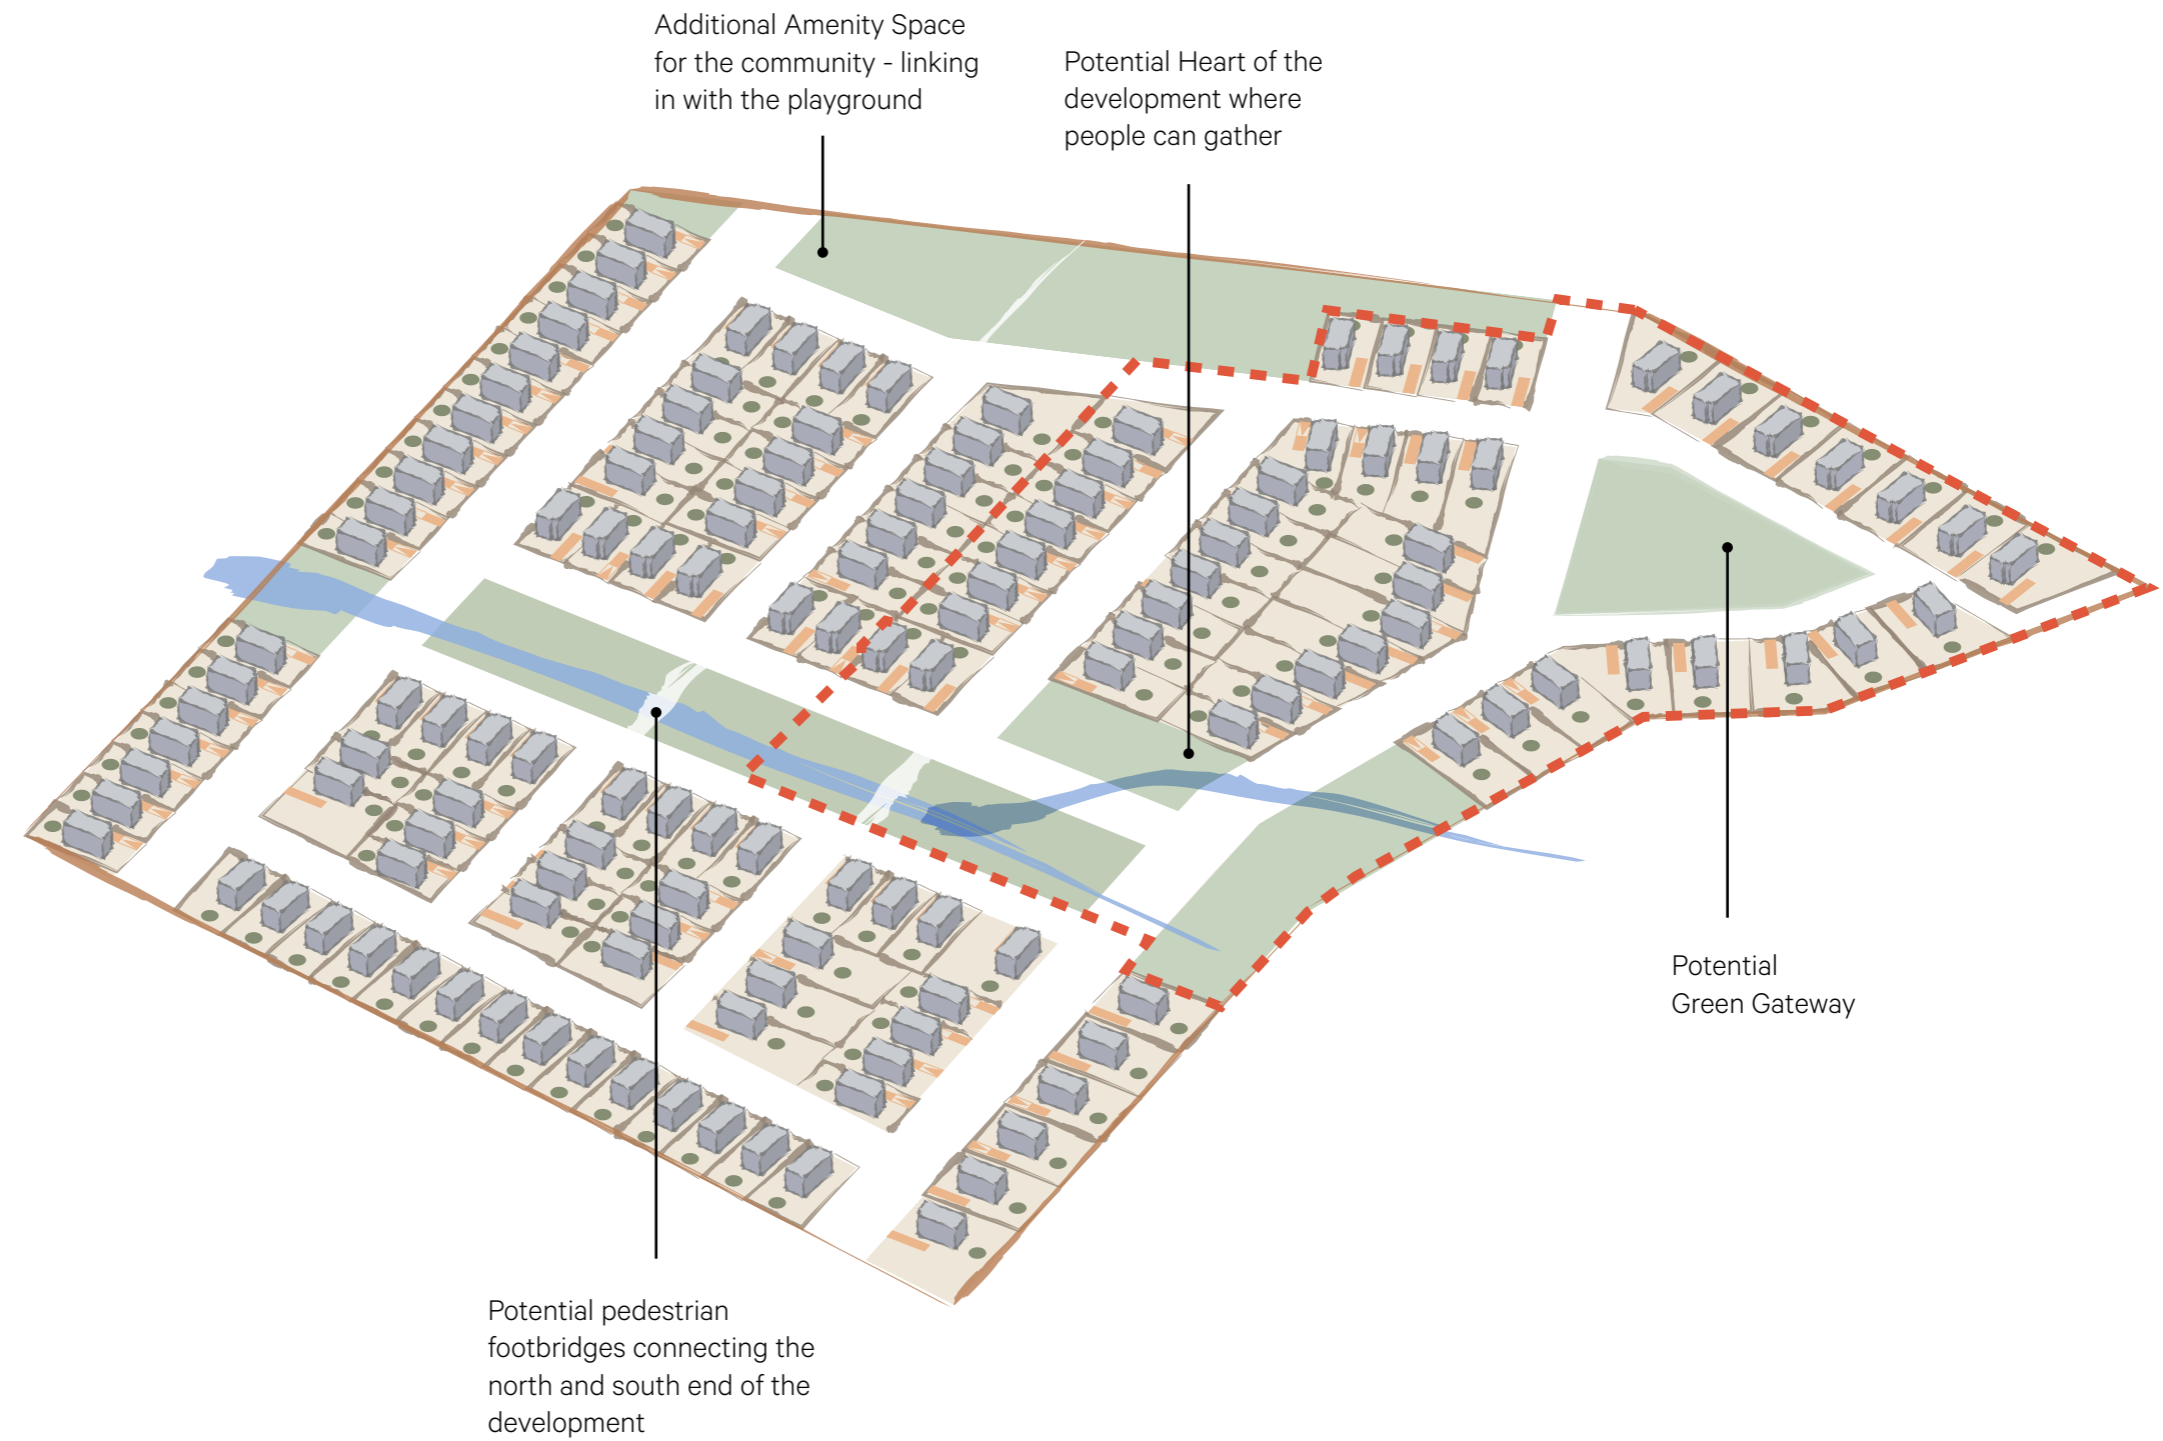 Additional Amenity Space
for the community - linking
in with the playground
Potential Heart of the
development where
people can gather
Potential
Green Gateway
Potential pedestrian
footbridges connecting the
north and south end of the
development